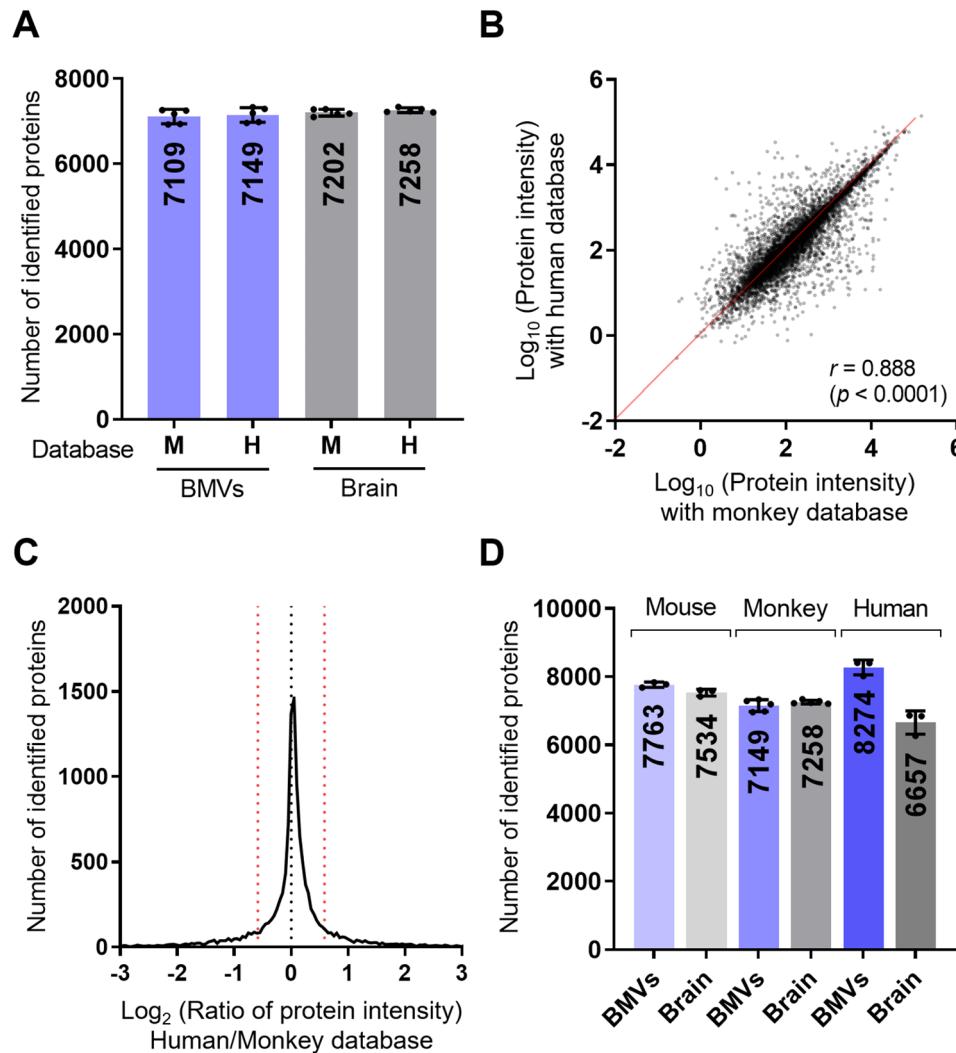 A
Number of identified proteins
8000
6000
4000
2000
0
7109
7149
7202
7258
Database
M
H
M
H
BMVs
Brain
B
Log10 (Protein intensity)
with human database
6
4
2
0
-2
r = 0.888
(p < 0.0001)
-2
0
2
4
6
Log10 (Protein intensity)
with monkey database
C
Number of identified proteins
2000
1500
1000
500
0
-3
-2
-1
0
1
2
3
Log2 (Ratio of protein intensity)
Human/Monkey database
D
Number of identified proteins
10000
8000
6000
4000
2000
0
Mouse
Monkey
Human
7763
7534
7149
7258
8274
6657
BMVs
Brain
BMVs
Brain
BMVs
Brain